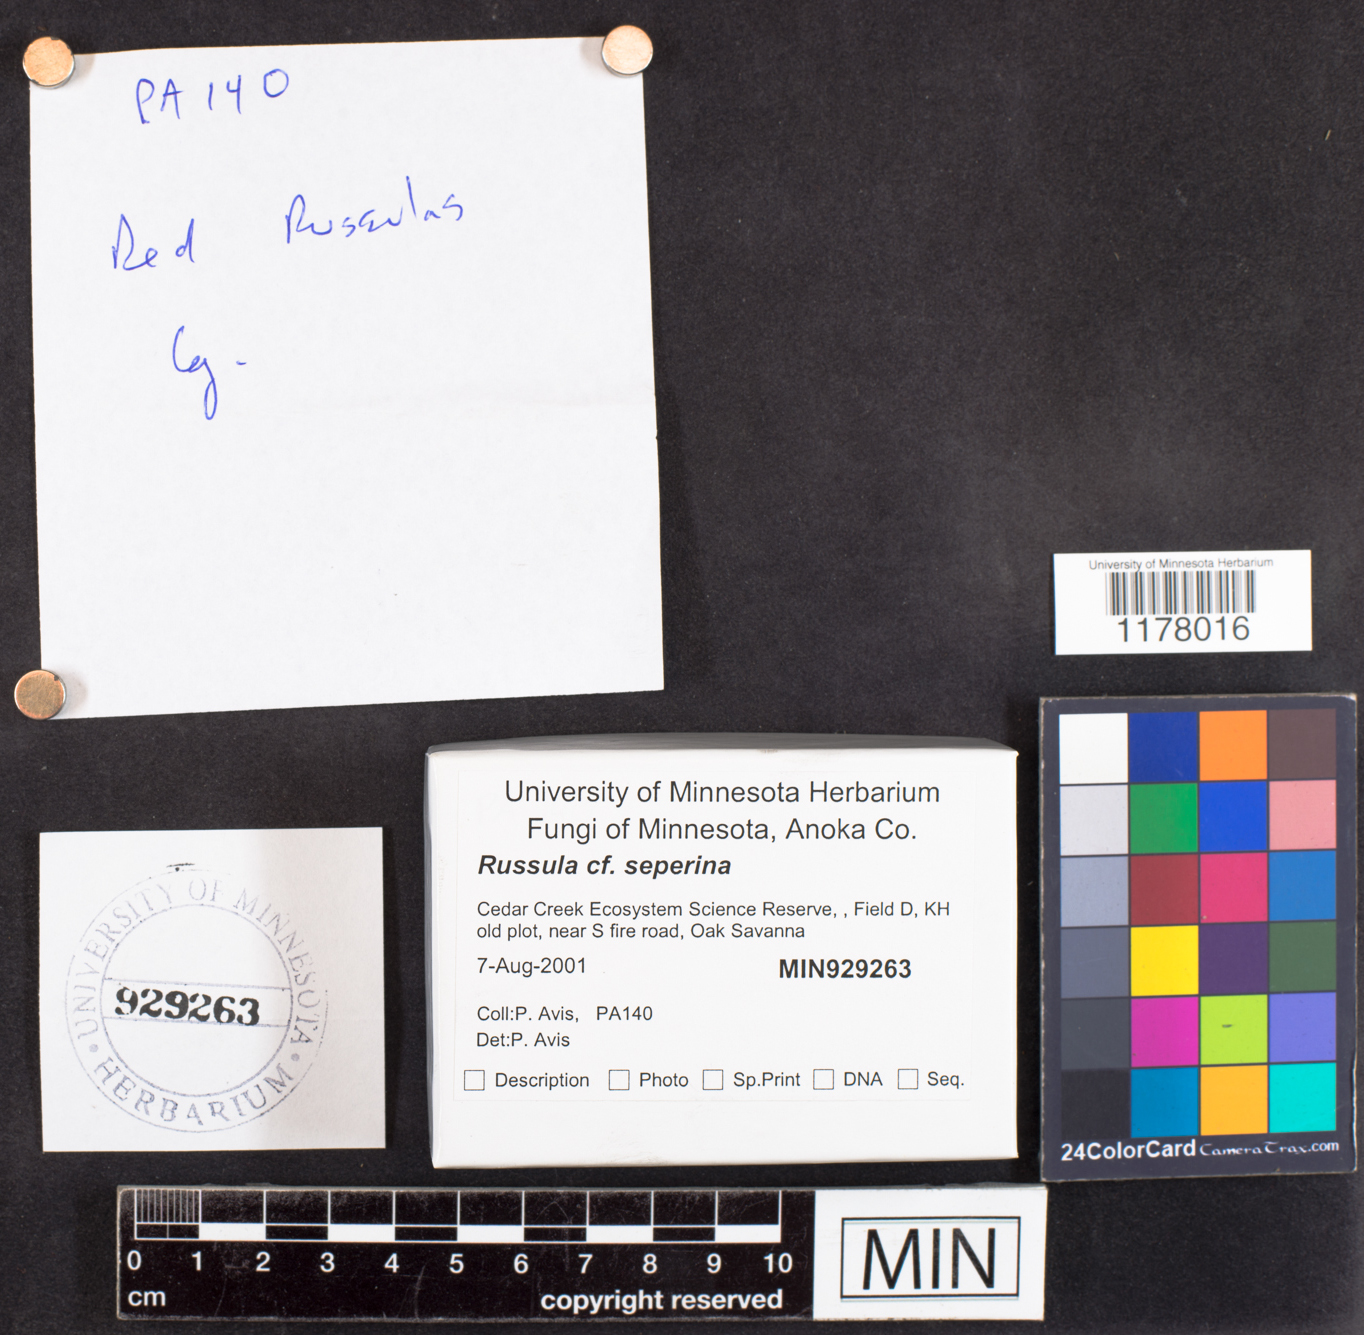 PA 140
Red Russulas
University of Minnesota Herbarium
1178016
University of Minnesota Herbarium
Fungi of Minnesota, Anoka Co.
Russula cf. seperina
Cedar Creek Ecosystem Science Reserve, , Field D, KH
old plot, near S fire road, Oak Savanna
7-Aug-2001 MIN929263
Coll:P. Avis, PA140
Det:P. Avis
Description Photo Sp.Print DNA Seq.
UNIVERSITY OF MINNESOTA
929263
HERBARIUM
24ColorCard CameraTrax.com
0 1 2 3 4 5 6 7 8 9 10
cm copyright reserved
MIN